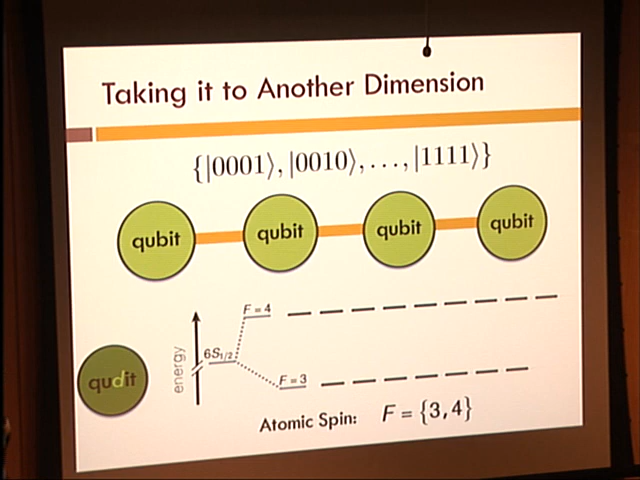 Taking it to Another Dimension
{|0001⟩, |0010⟩, . . . , |1111⟩}
qubit qubit qubit qubit
F = 4
6S1/2
energy
qudit
F = 3
Atomic Spin: F = {3, 4}